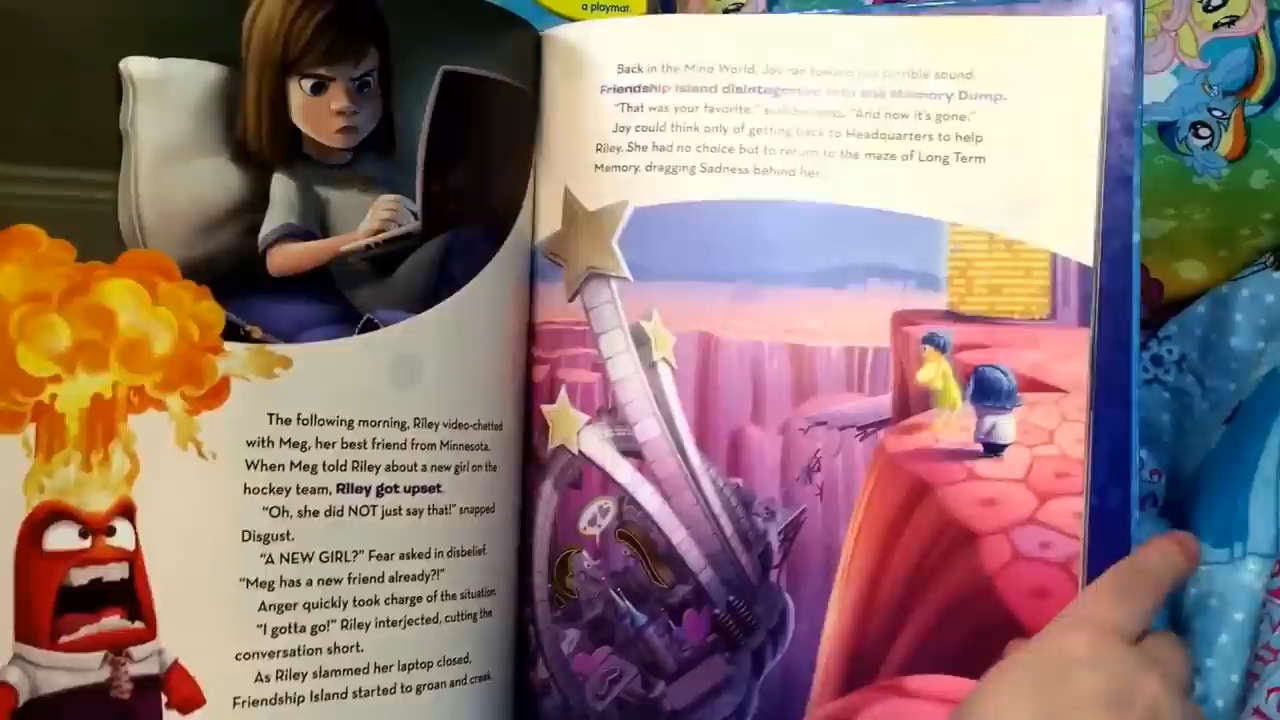 a playmat.
The following morning, Riley video-chatted
with Meg, her best friend from Minnesota.
When Meg told Riley about a new girl on the
hockey team, Riley got upset.
"Oh, she did NOT just say that!" snapped
Disgust.
"A NEW GIRL?" Fear asked in disbelief.
"Meg has a new friend already?!"
Anger quickly took charge of the situation
"I gotta go!" Riley interjected, cutting the
conversation short.
As Riley slammed her laptop closed,
Friendship Island started to groan and creak
Back in the Mind World, Joy ran toward the terrible sound.
Friendship Island disintegrated into the Memory Dump.
"That was your favorite," said Sadness. "And now it's gone."
Joy could think only of getting back to Headquarters to help
Riley. She had no choice but to return to the maze of Long Term
Memory, dragging Sadness behind her.